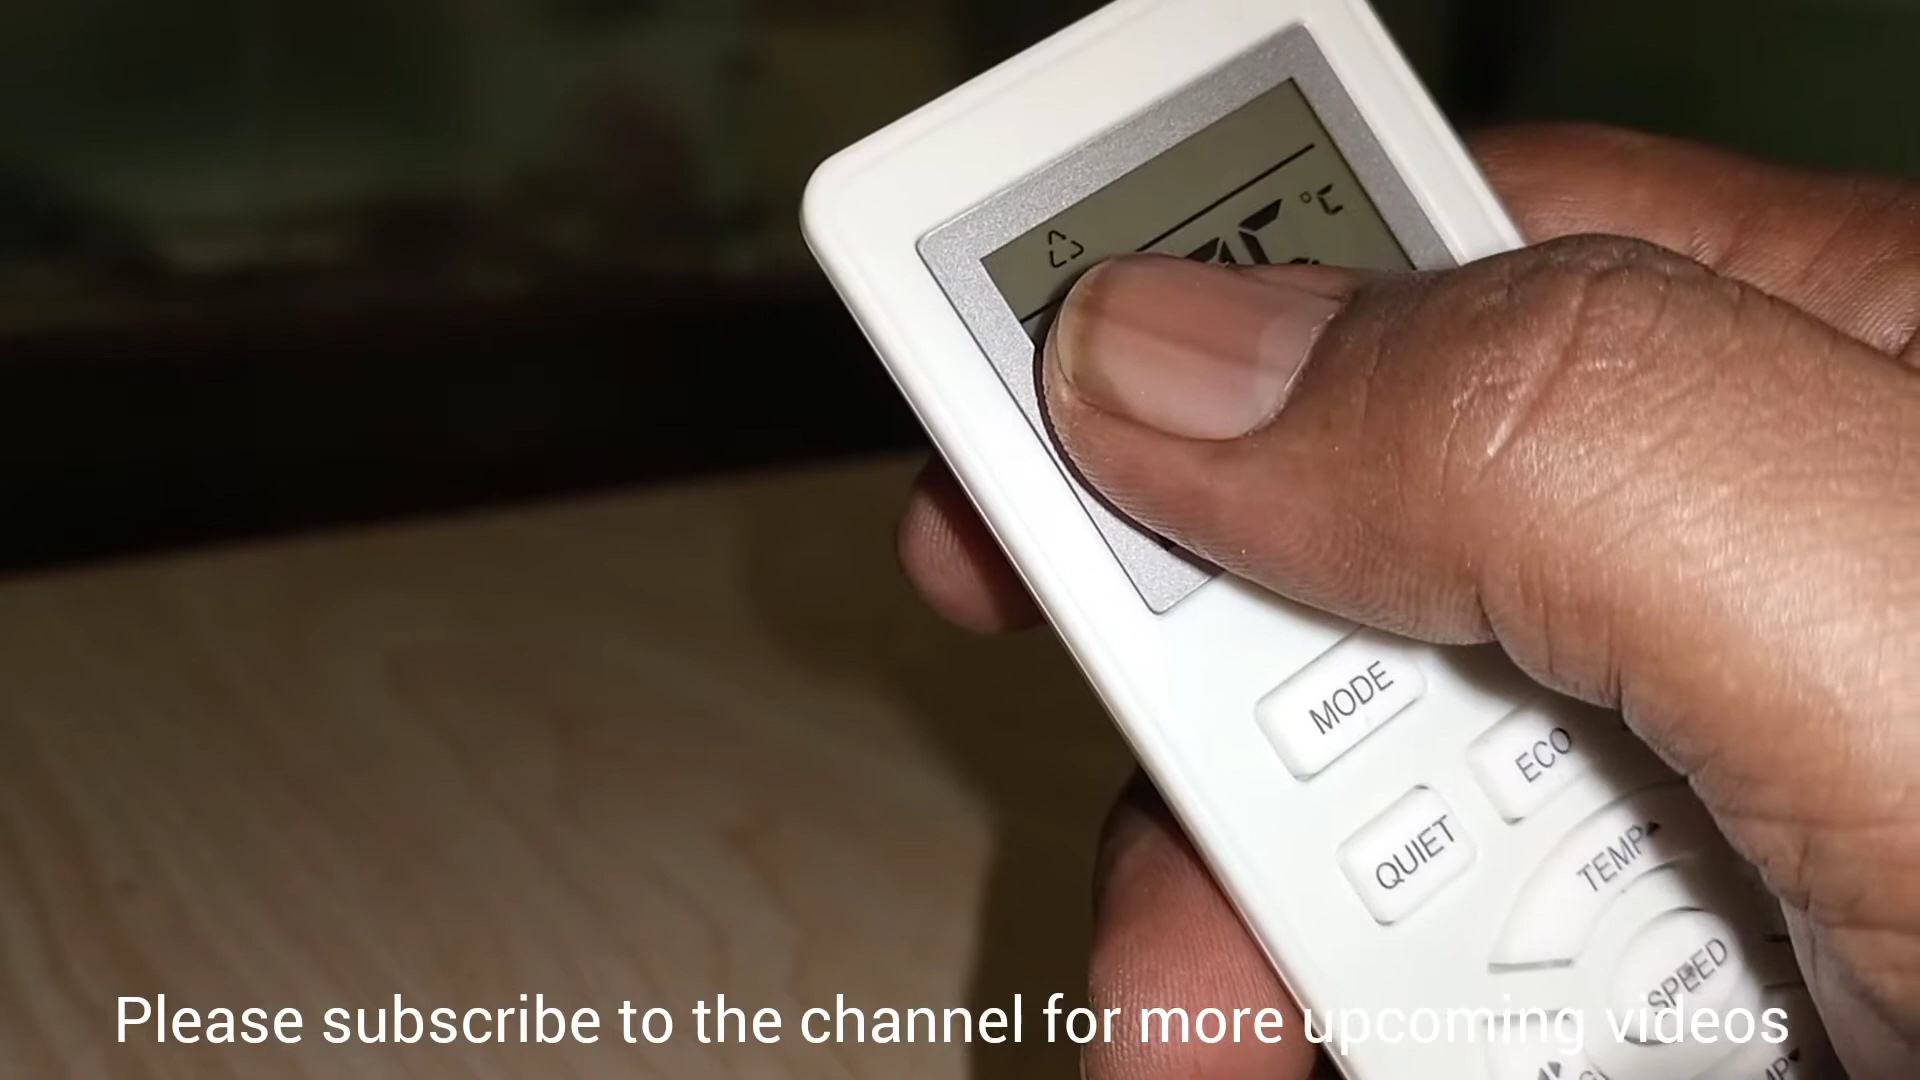 °C
MODE
ECO
QUIET
TEMP▲
SPEED
Please subscribe to the channel for more upcoming videos